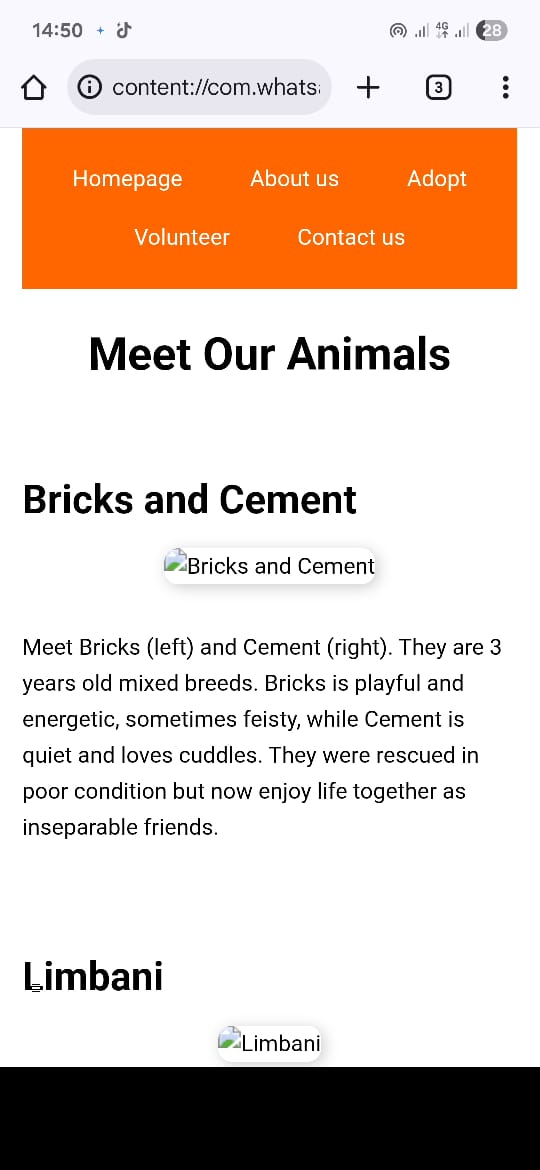 14:50
4G
28
content://com.whats
3
Homepage About us Adopt
Volunteer Contact us
Meet Our Animals
Bricks and Cement
Bricks and Cement
Meet Bricks (left) and Cement (right). They are 3
years old mixed breeds. Bricks is playful and
energetic, sometimes feisty, while Cement is
quiet and loves cuddles. They were rescued in
poor condition but now enjoy life together as
inseparable friends.
Limbani
Limbani